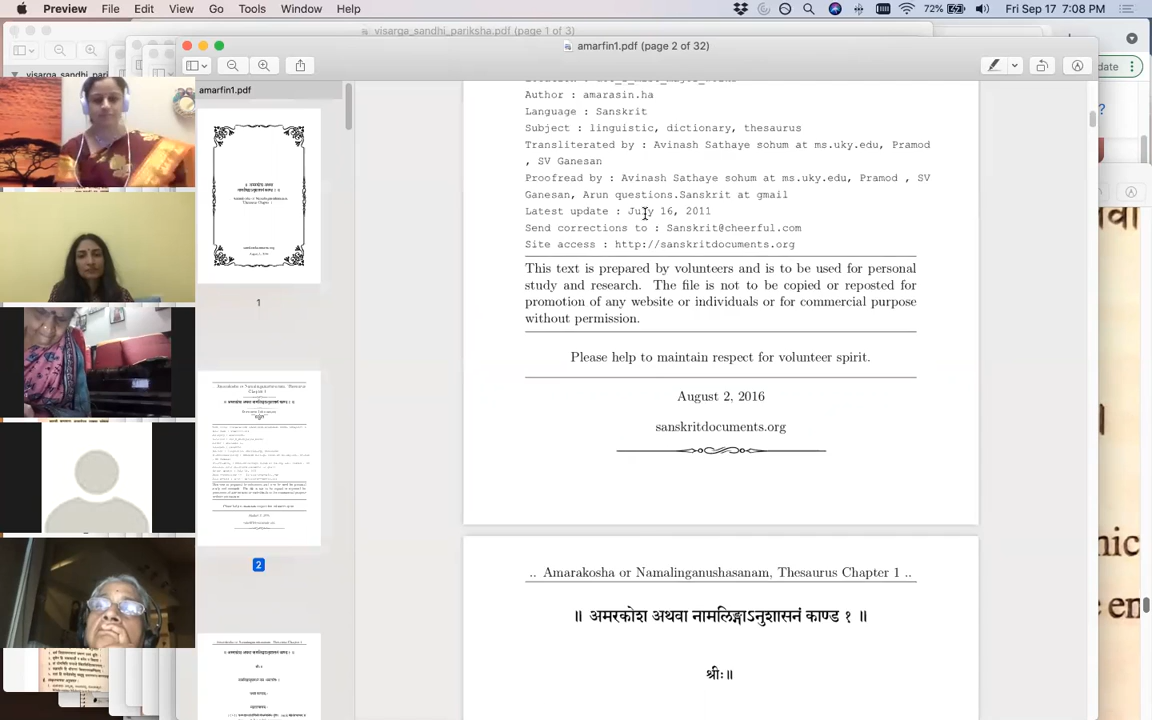 Preview File Edit View Go Tools Window Help 72% Fri Sep 17 7:08 PM
visarga_sandhi_pariksha.pdf (page 1 of 3)
amarfin1.pdf (page 2 of 32)
visarga_sandhi_pari
date
amarfin1.pdf
Author : amarasin.ha
Language : Sanskrit
Subject : linguistic, dictionary, thesaurus
Transliterated by : Avinash Sathaye sohum at ms.uky.edu, Pramod
, SV Ganesan
Proofread by : Avinash Sathaye sohum at ms.uky.edu, Pramod , SV
Ganesan, Arun questions.Sanskrit at gmail
Latest update : July 16, 2011
Send corrections to : Sanskrit@cheerful.com
Site access : http://sanskritdocuments.org
This text is prepared by volunteers and is to be used for personal
study and research. The file is not to be copied or reposted for
promotion of any website or individuals or for commercial purpose
without permission.
Please help to maintain respect for volunteer spirit.
August 2, 2016
sanskritdocuments.org
.. Amarakosha or Namalinganushasanam, Thesaurus Chapter 1 ..
॥ अमरकोश अथवा नामलिङ्गाऽनुशासनं काण्ड १ ॥
श्रीः॥
1
2